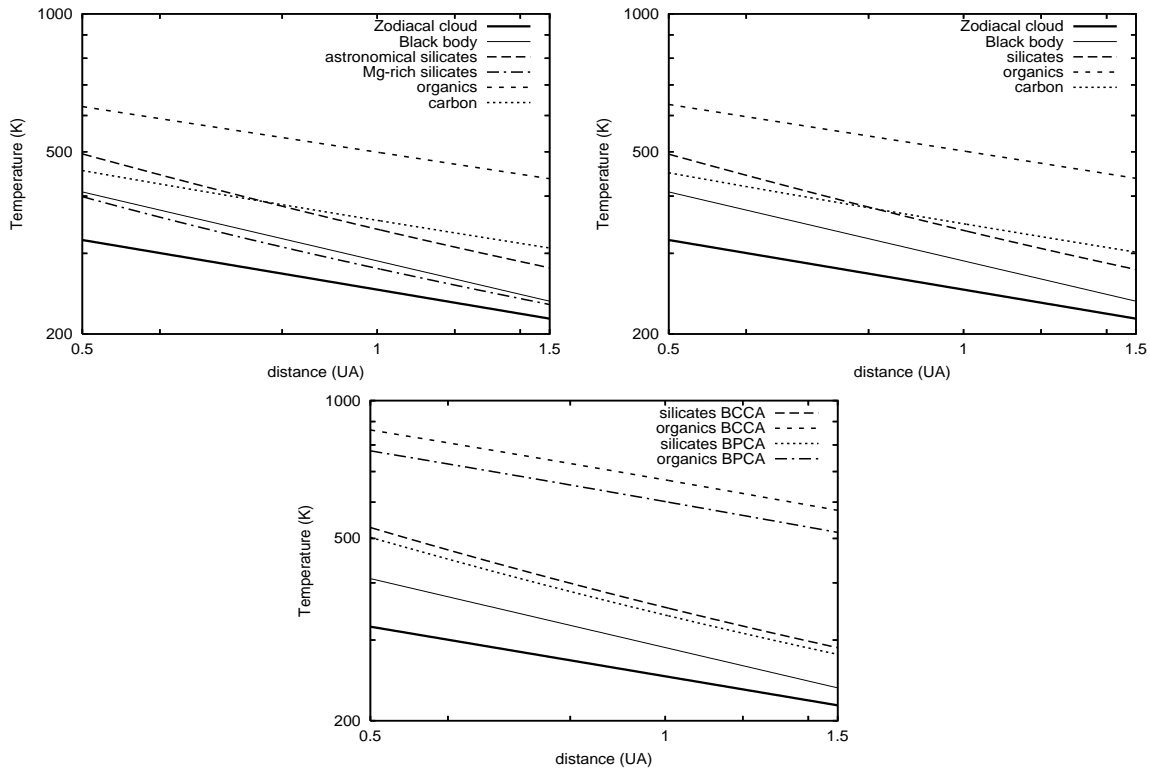 1000
500
200
Temperature (K)
0.5
1
1.5
distance (UA)
Zodiacal cloud
Black body
astronomical silicates
Mg-rich silicates
organics
carbon
1000
500
200
Temperature (K)
0.5
1
1.5
distance (UA)
Zodiacal cloud
Black body
silicates
organics
carbon
1000
500
200
Temperature (K)
0.5
1
1.5
distance (UA)
silicates BCCA
organics BCCA
silicates BPCA
organics BPCA